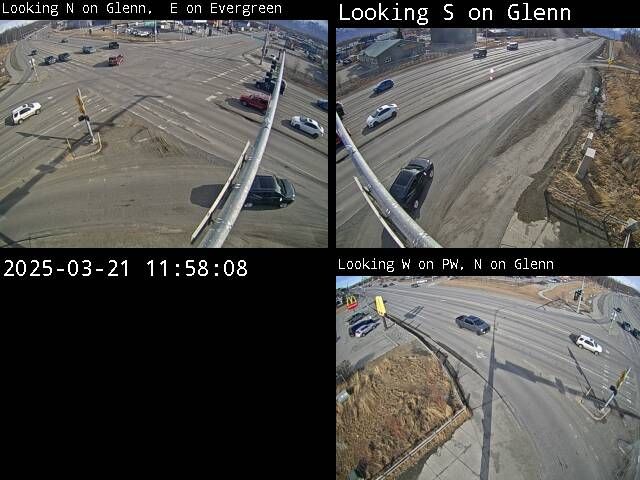 Looking N on Glenn,  E on Evergreen
Looking S on Glenn
2025-03-21 11:58:08
Looking W on PW, N on Glenn